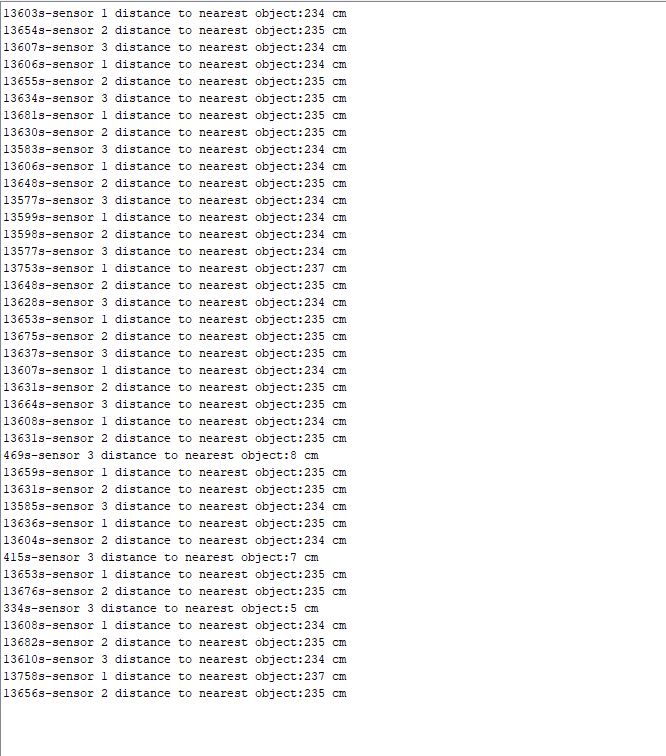 13603s-sensor 1 distance to nearest object:234 cm
13654s-sensor 2 distance to nearest object:235 cm
13607s-sensor 3 distance to nearest object:234 cm
13606s-sensor 1 distance to nearest object:234 cm
13655s-sensor 2 distance to nearest object:235 cm
13634s-sensor 3 distance to nearest object:235 cm
13681s-sensor 1 distance to nearest object:235 cm
13630s-sensor 2 distance to nearest object:235 cm
13583s-sensor 3 distance to nearest object:234 cm
13606s-sensor 1 distance to nearest object:234 cm
13648s-sensor 2 distance to nearest object:235 cm
13577s-sensor 3 distance to nearest object:234 cm
13599s-sensor 1 distance to nearest object:234 cm
13598s-sensor 2 distance to nearest object:234 cm
13577s-sensor 3 distance to nearest object:234 cm
13753s-sensor 1 distance to nearest object:237 cm
13648s-sensor 2 distance to nearest object:235 cm
13628s-sensor 3 distance to nearest object:234 cm
13653s-sensor 1 distance to nearest object:235 cm
13675s-sensor 2 distance to nearest object:235 cm
13637s-sensor 3 distance to nearest object:235 cm
13607s-sensor 1 distance to nearest object:234 cm
13631s-sensor 2 distance to nearest object:235 cm
13664s-sensor 3 distance to nearest object:235 cm
13608s-sensor 1 distance to nearest object:234 cm
13631s-sensor 2 distance to nearest object:235 cm
469s-sensor 3 distance to nearest object:8 cm
13659s-sensor 1 distance to nearest object:235 cm
13631s-sensor 2 distance to nearest object:235 cm
13585s-sensor 3 distance to nearest object:234 cm
13636s-sensor 1 distance to nearest object:235 cm
13604s-sensor 2 distance to nearest object:234 cm
415s-sensor 3 distance to nearest object:7 cm
13653s-sensor 1 distance to nearest object:235 cm
13676s-sensor 2 distance to nearest object:235 cm
334s-sensor 3 distance to nearest object:5 cm
13608s-sensor 1 distance to nearest object:234 cm
13682s-sensor 2 distance to nearest object:235 cm
13610s-sensor 3 distance to nearest object:234 cm
13758s-sensor 1 distance to nearest object:237 cm
13656s-sensor 2 distance to nearest object:235 cm